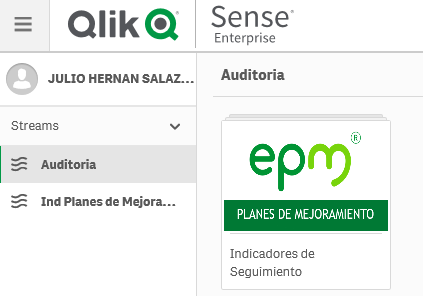 Qlik Q Sense®
Enterprise
JULIO HERNAN SALAZ...
Streams
Auditoria
Ind Planes de Mejora...
Auditoria
epm®
PLANES DE MEJORAMIENTO
Indicadores de
Seguimiento